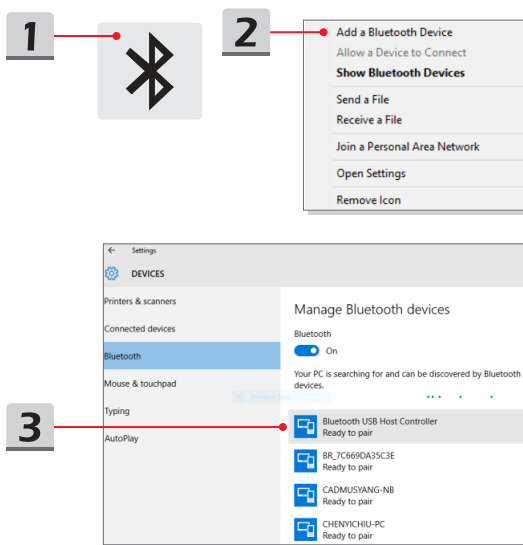 1
2
Add a Bluetooth Device
Allow a Device to Connect
Show Bluetooth Devices
Send a File
Receive a File
Join a Personal Area Network
Open Settings
Remove Icon
← Settings
DEVICES
Printers & scanners
Connected devices
Bluetooth
Mouse & touchpad
Typing
AutoPlay
Manage Bluetooth devices
Bluetooth
On
Your PC is searching for and can be discovered by Bluetooth
devices.
3
Bluetooth USB Host Controller
Ready to pair
BR_7C669DA35C3E
Ready to pair
CADMUSYANG-NB
Ready to pair
CHENYICHIU-PC
Ready to pair